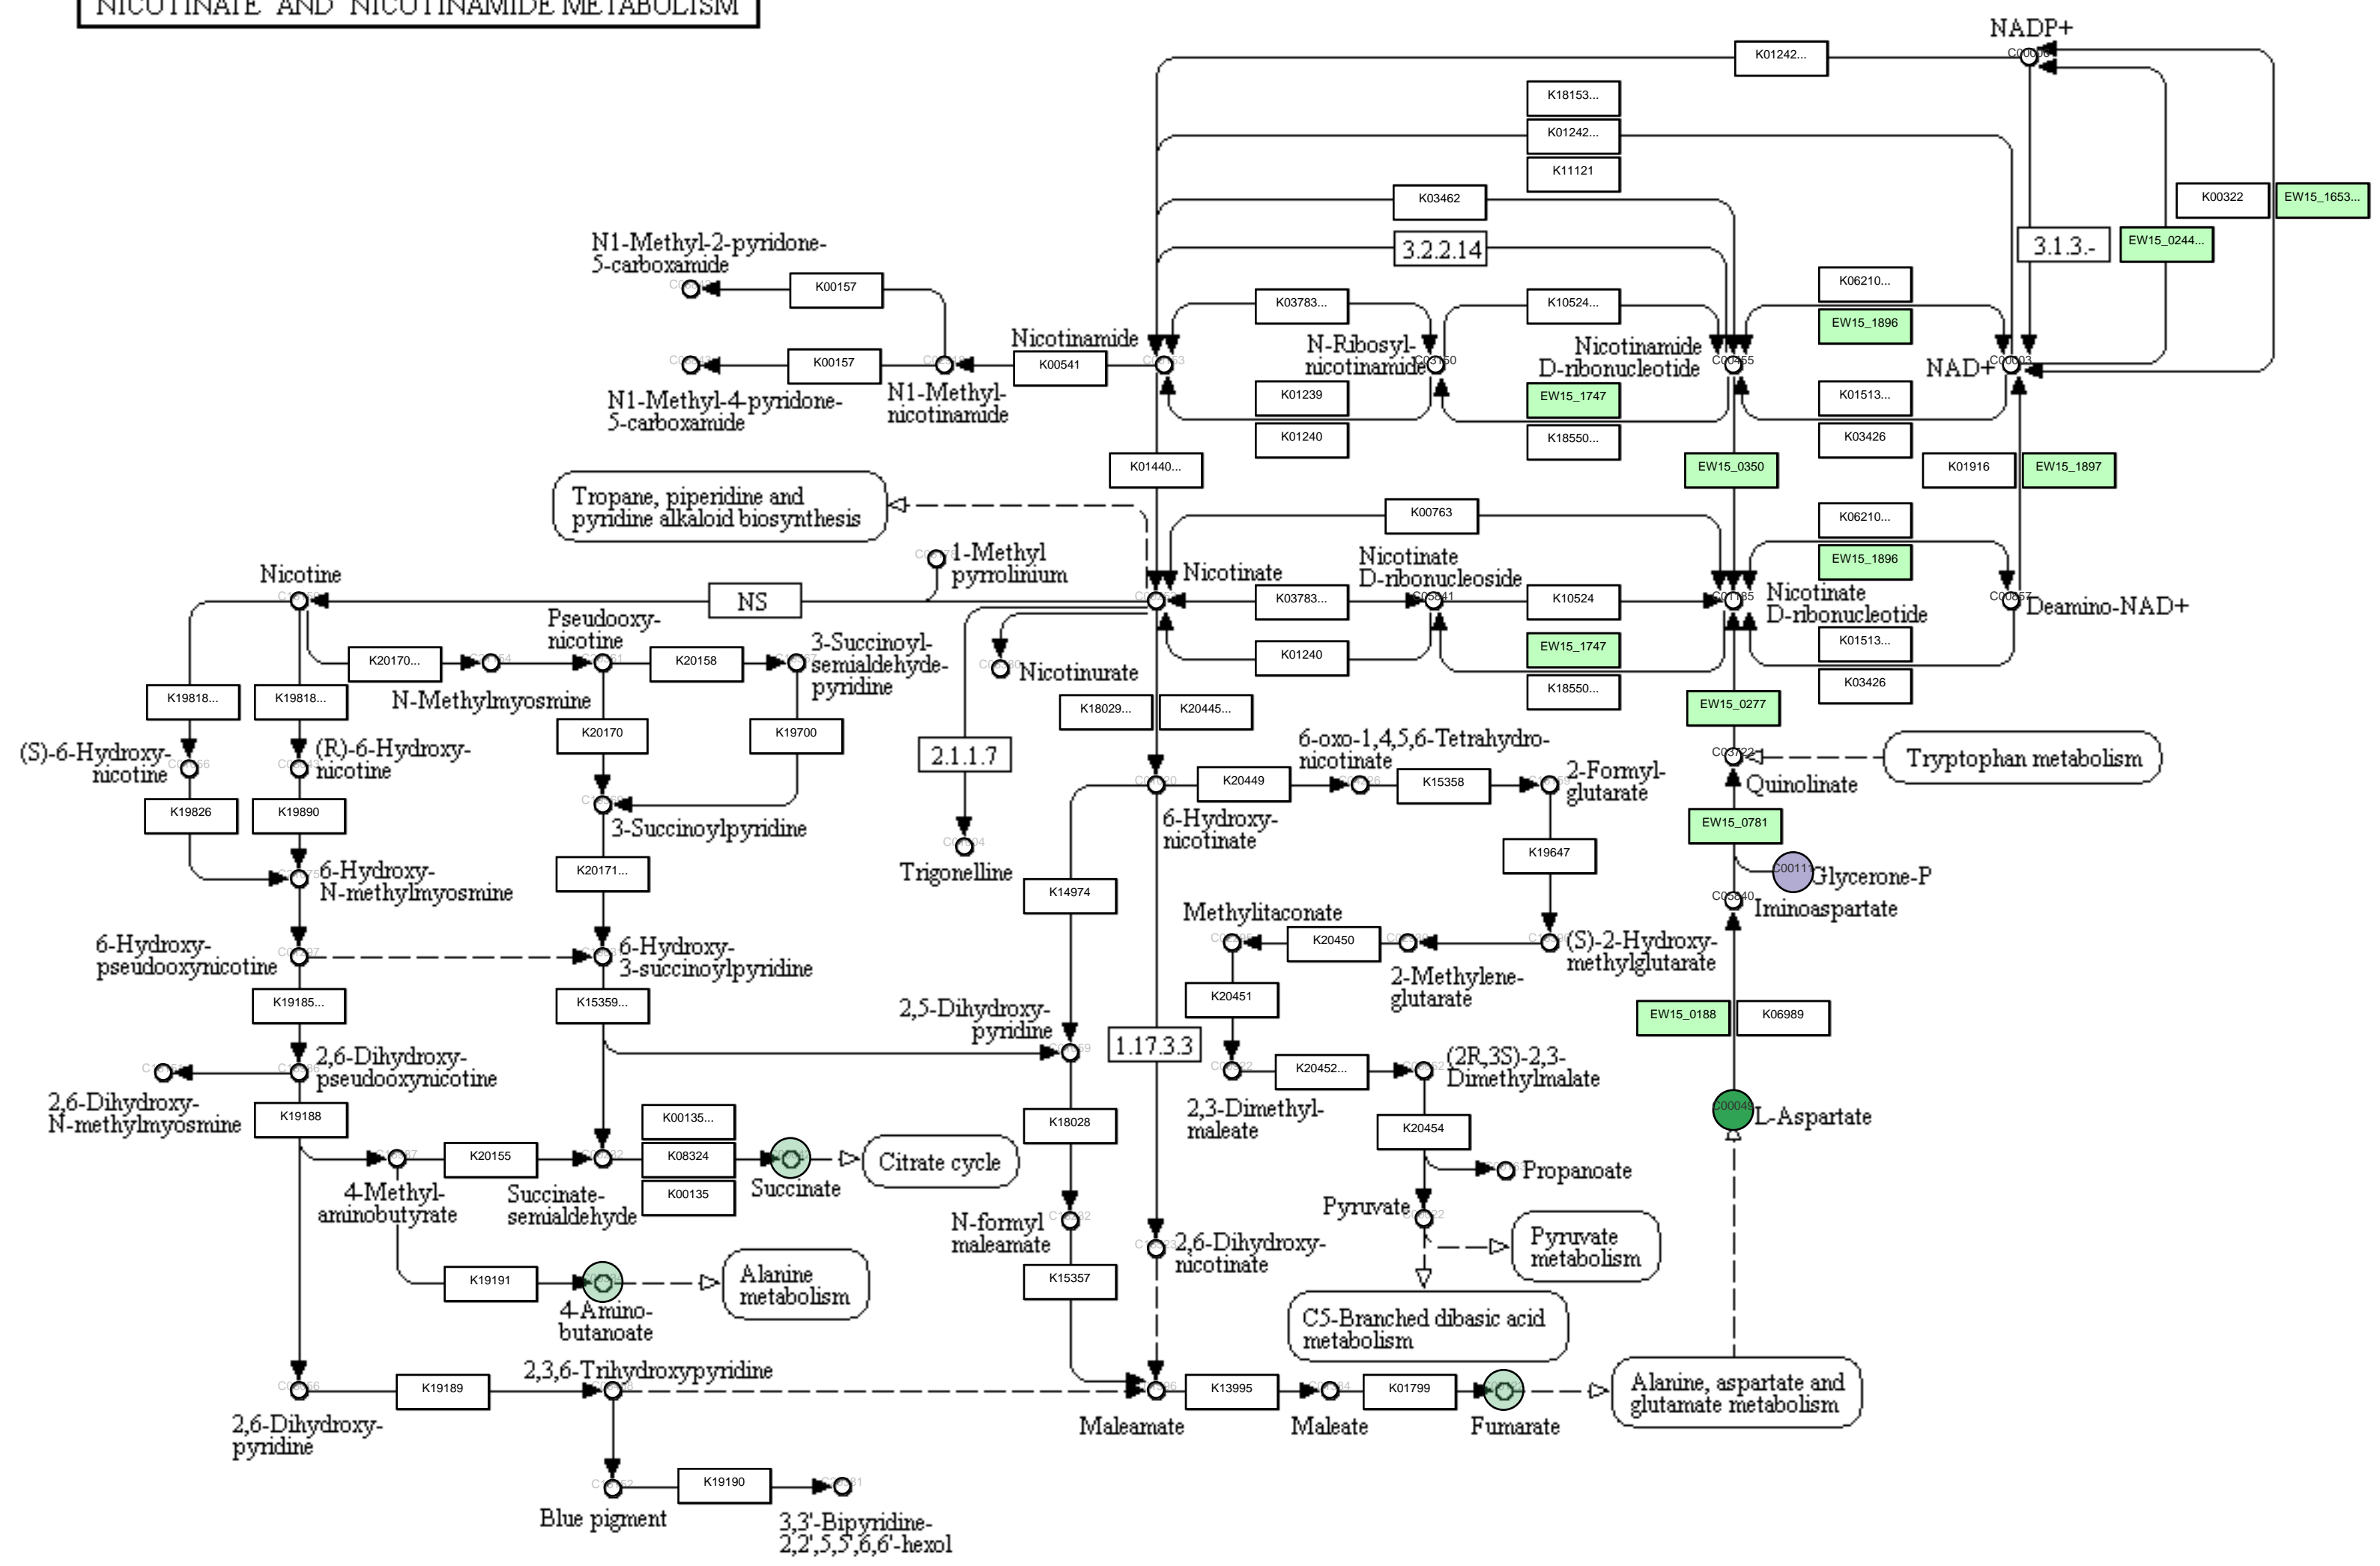 NICOTINATE AND NICOTINAMIDE METABOLISM
NADP+
K01242...
K18153...
K01242...
K11121
K03462
K00322
EW15_1653...
3.2.2.14
3.1.3.-
EW15_0244...
N1-Methyl-2-pyridone-
5-carboxamide
K00157
K03783...
K10524...
K06210...
EW15_1896
Nicotinamide
N-Ribosyl-
nicotinamide
C03150
Nicotinamide
D-ribonucleotide
C00455
NAD+
C00003
K00157
K00541
N1-Methyl-4-pyridone-
5-carboxamide
N1-Methyl-
nicotinamide
K01239
EW15_1747
K01513...
K01240
K18550...
K03426
K01440...
EW15_0350
K01916
EW15_1897
Tropane, piperidine and
pyridine alkaloid biosynthesis
K00763
K06210...
EW15_1896
1-Methyl
pyrrolinium
Nicotine
NS
Nicotinate
Nicotinate
D-ribonucleoside
K03783...
C05841
K10524
C01185
Nicotinate
D-ribonucleotide
C00857
Deamino-NAD+
Pseudooxy-
nicotine
K20170...
K20158
3-Succinoyl-
semialdehyde-
pyridine
Nicotinurate
K01240
EW15_1747
K01513...
K18550...
K03426
N-Methylmyosmine
K19818...
K19818...
K20170
K19700
K18029...
K20445...
EW15_0277
(S)-6-Hydroxy-
nicotine
(R)-6-Hydroxy-
nicotine
2.1.1.7
6-oxo-1,4,5,6-Tetrahydro-
nicotinate
C03722
Tryptophan metabolism
Quinolinate
K20449
K15358
2-Formyl-
glutarate
K19826
K19890
3-Succinoylpyridine
6-Hydroxy-
nicotinate
EW15_0781
K19647
Trigonelline
6-Hydroxy-
N-methylmyosmine
K20171...
K14974
C00111
Glycerone-P
C05840
Iminoaspartate
Methylitaconate
K20450
(S)-2-Hydroxy-
methylglutarate
6-Hydroxy-
pseudooxynicotine
6-Hydroxy-
3-succinoylpyridine
2-Methylene-
glutarate
K19185...
K15359...
K20451
EW15_0188
K06989
2,5-Dihydroxy-
pyridine
1.17.3.3
2,6-Dihydroxy-
pseudooxynicotine
2,6-Dihydroxy-
N-methylmyosmine
K20452...
(2R,3S)-2,3-
Dimethylmalate
2,3-Dimethyl-
maleate
C00049
L-Aspartate
K19188
K00135...
K18028
K20454
K20155
K08324
K00135
Succinate
Citrate cycle
Propanoate
4-Methyl-
aminobutyrate
Succinate-
semialdehyde
Pyruvate
N-formyl
maleamate
2,6-Dihydroxy-
nicotinate
Pyruvate
metabolism
K19191
4-Amino-
butanoate
Alanine
metabolism
K15357
C5-Branched dibasic acid
metabolism
2,3,6-Trihydroxypyridine
K19189
K13995
K01799
Alanine, aspartate and
glutamate metabolism
2,6-Dihydroxy-
pyridine
Maleamate
Maleate
Fumarate
K19190
Blue pigment
3,3'-Bipyridine-
2,2',5,5',6,6'-hexol